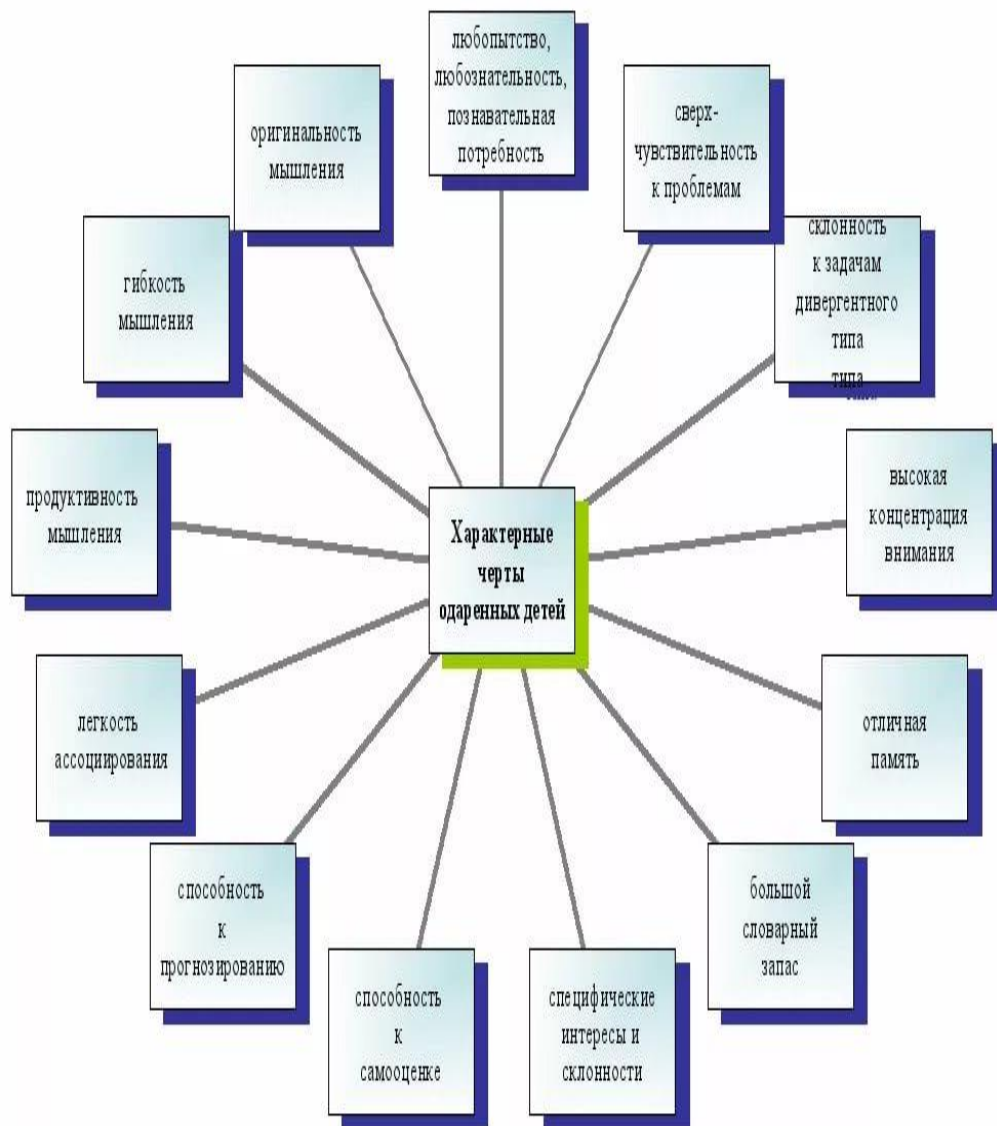 любопытство,
любознательность,
познавательная
потребность
сверх-
чувствительность
к проблемам
склонность
к задачам
дивергентного
типа
типа
высокая
концентрация
внимания
отличная
память
большой
словарный
запас
специфические
интересы и
склонности
способность
к
самооценке
способность
к
прогнозированию
легкость
ассоциирования
продуктивность
мышления
гибкость
мышления
оригинальность
мышления
Характерные
черты
одаренных детей